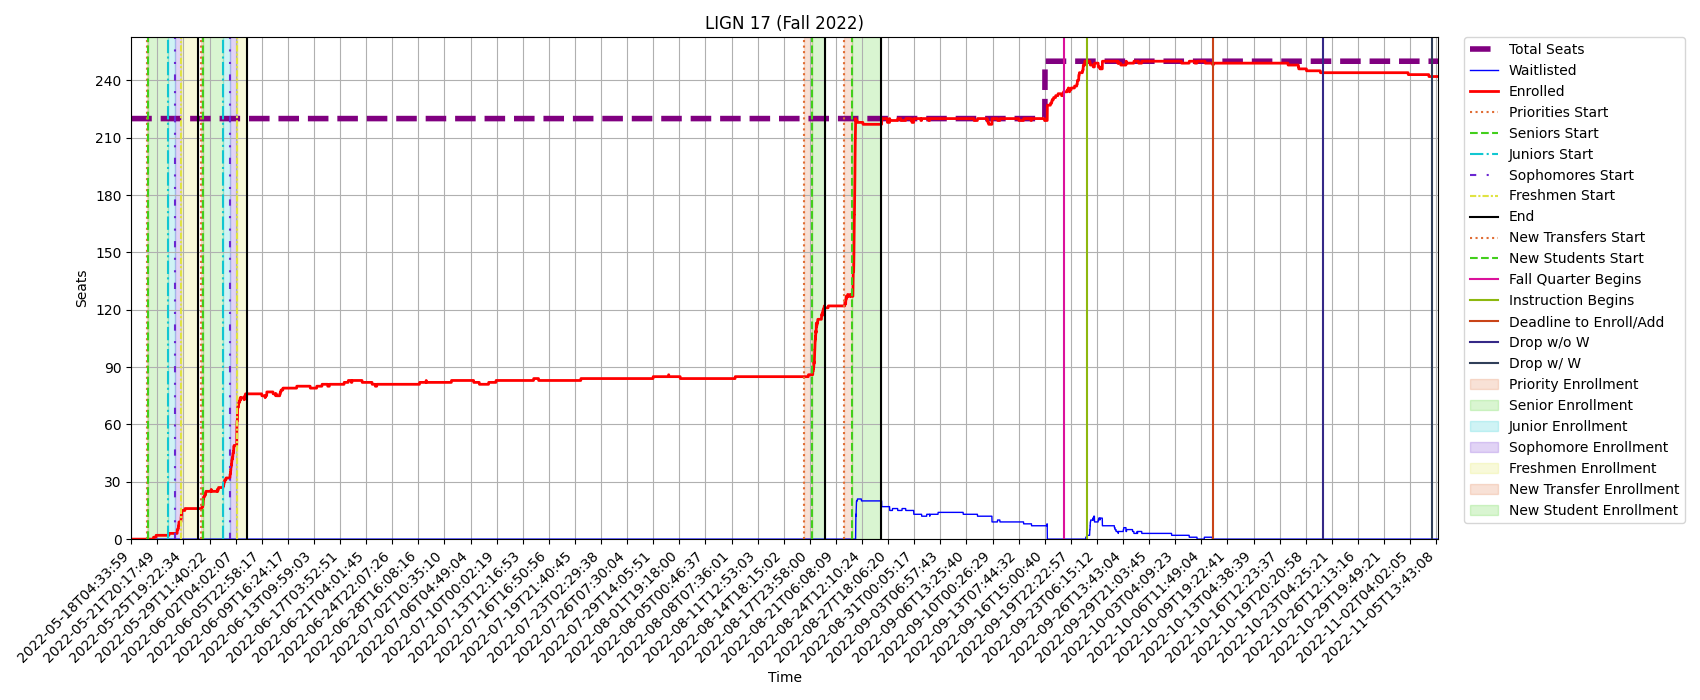 LIGN 17 (Fall 2022)
Seats
240
210
180
150
120
90
60
30
0
2022-05-18T04:33:59
2022-05-21T20:17:49
2022-05-25T19:22:34
2022-05-29T11:40:22
2022-06-02T04:02:07
2022-06-05T22:58:17
2022-06-09T16:24:17
2022-06-13T09:59:03
2022-06-17T03:52:51
2022-06-21T04:01:45
2022-06-24T22:07:26
2022-06-28T16:08:16
2022-07-02T10:35:10
2022-07-06T04:49:04
2022-07-10T00:02:19
2022-07-13T12:16:53
2022-07-16T16:50:56
2022-07-19T21:40:45
2022-07-23T02:29:38
2022-07-26T07:30:04
2022-07-29T14:05:51
2022-08-01T19:18:00
2022-08-05T00:46:37
2022-08-08T07:36:01
2022-08-11T12:53:03
2022-08-14T18:15:02
2022-08-17T23:58:00
2022-08-21T06:08:09
2022-08-24T12:10:24
2022-08-27T18:06:20
2022-08-31T00:05:17
2022-09-03T06:57:43
2022-09-06T13:25:40
2022-09-10T00:26:29
2022-09-13T07:44:32
2022-09-16T15:00:40
2022-09-19T22:22:57
2022-09-23T06:15:12
2022-09-26T13:43:04
2022-09-29T21:03:45
2022-10-03T04:09:23
2022-10-06T11:49:04
2022-10-09T19:22:41
2022-10-13T04:38:39
2022-10-16T12:23:37
2022-10-19T20:20:58
2022-10-23T04:25:21
2022-10-26T12:13:16
2022-10-29T19:49:21
2022-11-02T04:02:05
2022-11-05T13:43:08
Time
Total Seats
Waitlisted
Enrolled
Priorities Start
Seniors Start
Juniors Start
Sophomores Start
Freshmen Start
End
New Transfers Start
New Students Start
Fall Quarter Begins
Instruction Begins
Deadline to Enroll/Add
Drop w/o W
Drop w/ W
Priority Enrollment
Senior Enrollment
Junior Enrollment
Sophomore Enrollment
Freshmen Enrollment
New Transfer Enrollment
New Student Enrollment